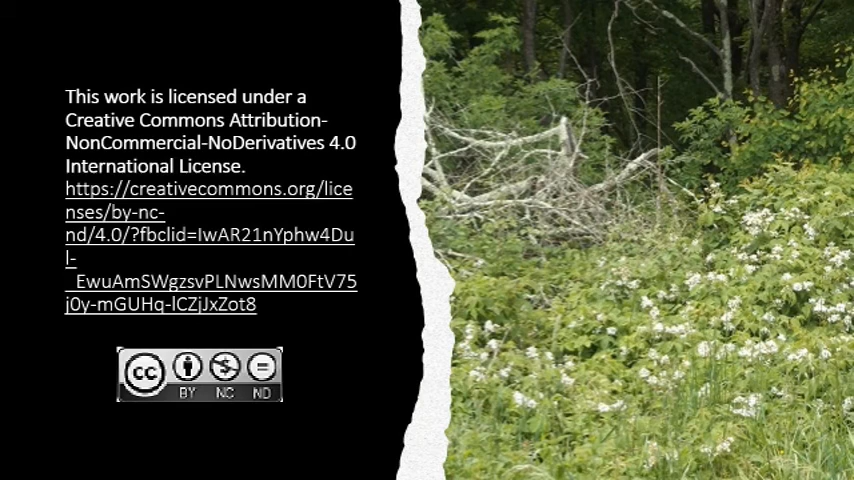 This work is licensed under a
Creative Commons Attribution-
NonCommercial-NoDerivatives 4.0
International License.
https://creativecommons.org/lice
nses/by-nc-
nd/4.0/?fbclid=IwAR21nYphw4Du
l-
_EwuAmSWgzsvPLNwsMM0FtV75
j0y-mGUHq-lCZjJxZot8
cc
BY NC ND